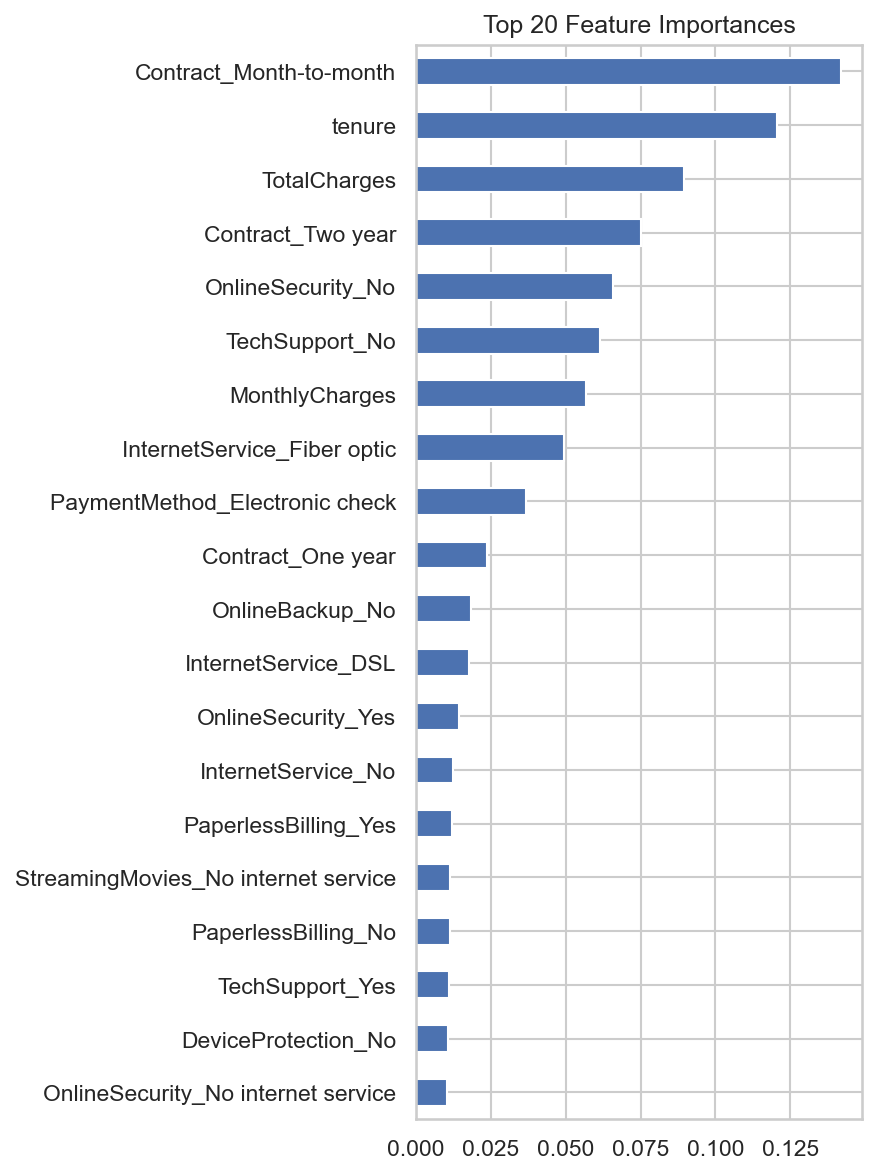 Top 20 Feature Importances
Contract_Month-to-month
tenure
TotalCharges
Contract_Two year
OnlineSecurity_No
TechSupport_No
MonthlyCharges
InternetService_Fiber optic
PaymentMethod_Electronic check
Contract_One year
OnlineBackup_No
InternetService_DSL
OnlineSecurity_Yes
InternetService_No
PaperlessBilling_Yes
StreamingMovies_No internet service
PaperlessBilling_No
TechSupport_Yes
DeviceProtection_No
OnlineSecurity_No internet service
0.000 0.025 0.050 0.075 0.100 0.125